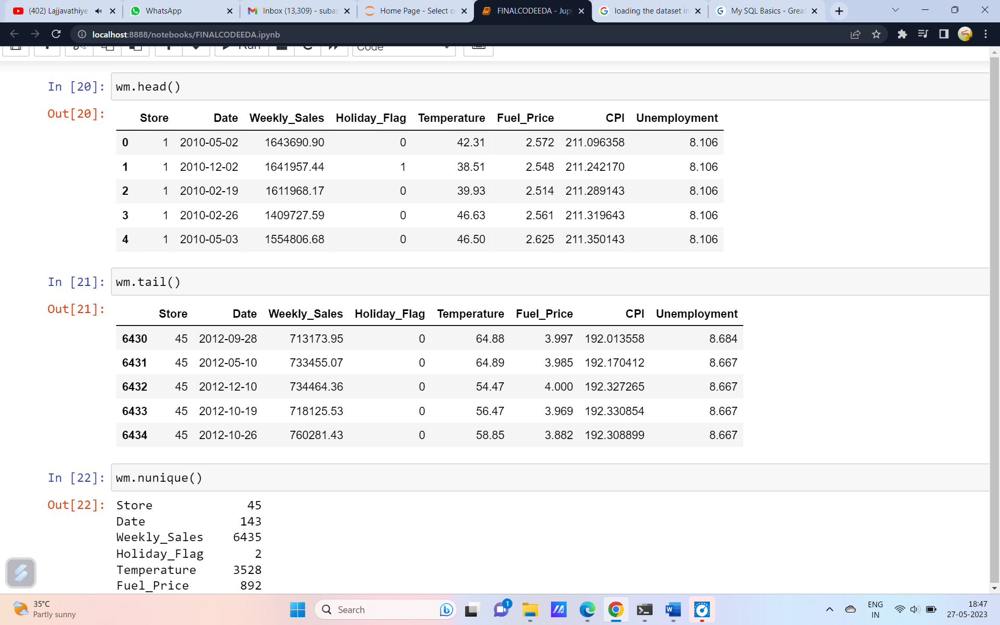 (402) Lajjavathiye
WhatsApp
Inbox (13,309) - subas
Home Page - Select o
FINALCODEEDA - Jup
loading the dataset in
My SQL Basics - Great
localhost:8888/notebooks/FINALCODEEDA.ipynb
Run
Code
In [20]: wm.head()
Out[20]:
Store Date Weekly_Sales Holiday_Flag Temperature Fuel_Price CPI Unemployment
0 1 2010-05-02 1643690.90 0 42.31 2.572 211.096358 8.106
1 1 2010-12-02 1641957.44 1 38.51 2.548 211.242170 8.106
2 1 2010-02-19 1611968.17 0 39.93 2.514 211.289143 8.106
3 1 2010-02-26 1409727.59 0 46.63 2.561 211.319643 8.106
4 1 2010-05-03 1554806.68 0 46.50 2.625 211.350143 8.106
In [21]: wm.tail()
Out[21]:
Store Date Weekly_Sales Holiday_Flag Temperature Fuel_Price CPI Unemployment
6430 45 2012-09-28 713173.95 0 64.88 3.997 192.013558 8.684
6431 45 2012-05-10 733455.07 0 64.89 3.985 192.170412 8.667
6432 45 2012-12-10 734464.36 0 54.47 4.000 192.327265 8.667
6433 45 2012-10-19 718125.53 0 56.47 3.969 192.330854 8.667
6434 45 2012-10-26 760281.43 0 58.85 3.882 192.308899 8.667
In [22]: wm.nunique()
Out[22]: Store 45
Date 143
Weekly_Sales 6435
Holiday_Flag 2
Temperature 3528
Fuel_Price 892
35°C
Partly sunny
Search
1
ENG
IN
18:47
27-05-2023